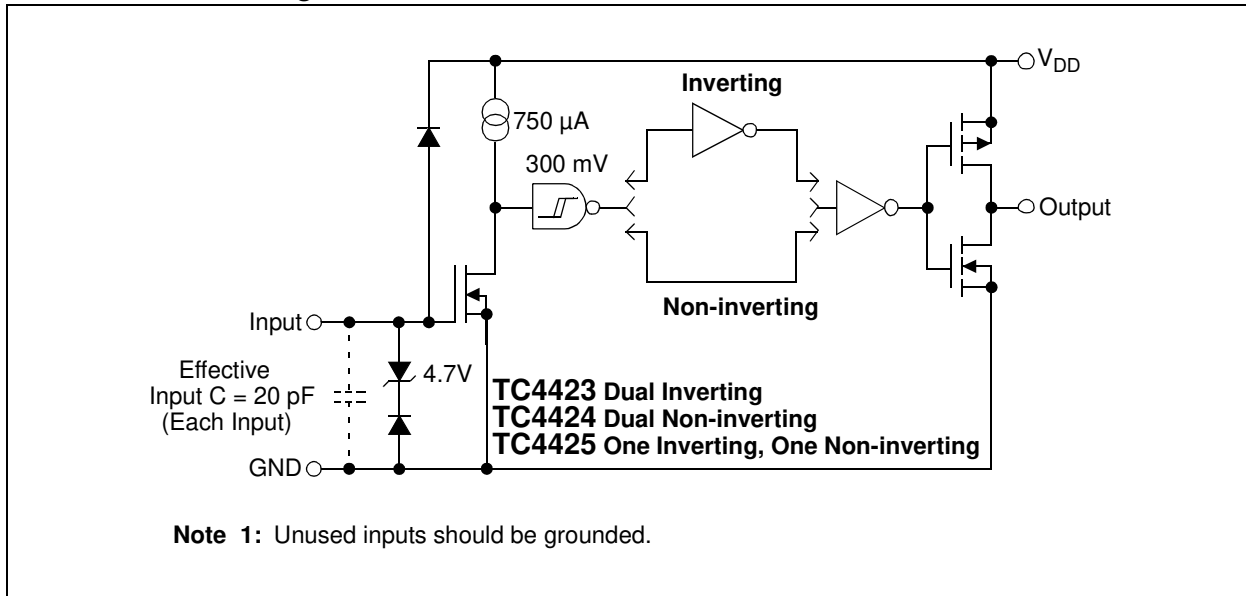 V_DD
Inverting
750 µA
300 mV
Output
Non-inverting
Input
4.7V
Effective
Input C = 20 pF
(Each Input)
TC4423 Dual Inverting
TC4424 Dual Non-inverting
TC4425 One Inverting, One Non-inverting
GND
Note 1: Unused inputs should be grounded.